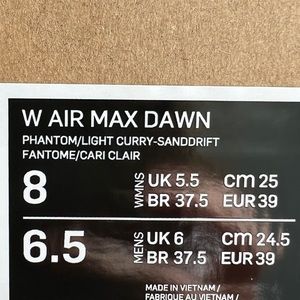 W AIR MAX DAWN
PHANTOM/LIGHT CURRY-SANDDRIFT
FANTOME/CARI CLAIR
8 WMNS UK 5.5 CM 25
BR 37.5 EUR 39
6.5 MENS UK 6 CM 24.5
BR 37.5 EUR 39
MADE IN VIETNAM /
FABRIQUE AU VIETNAM /